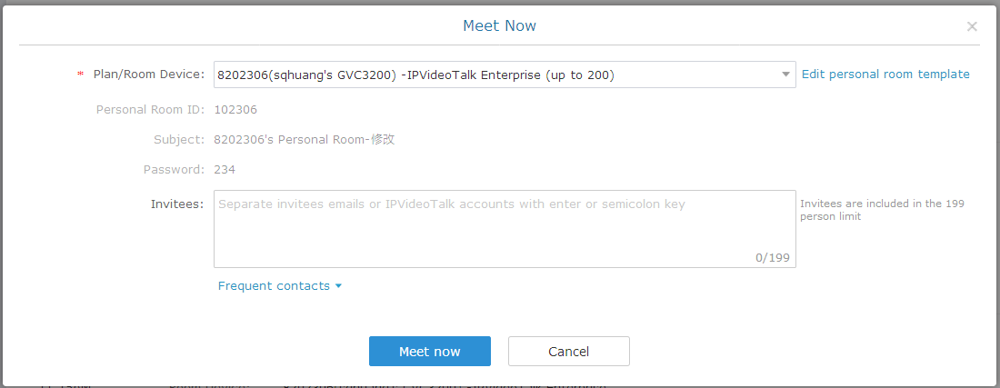 Meet Now
* Plan/Room Device: 8202306(sqhuang's GVC3200) -IPVideoTalk Enterprise (up to 200) Edit personal room template
Personal Room ID: 102306
Subject: 8202306's Personal Room-修改
Password: 234
Invitees: Separate invitees emails or IPVideoTalk accounts with enter or semicolon key
Invitees are included in the 199
person limit
0/199
Frequent contacts
Meet now Cancel